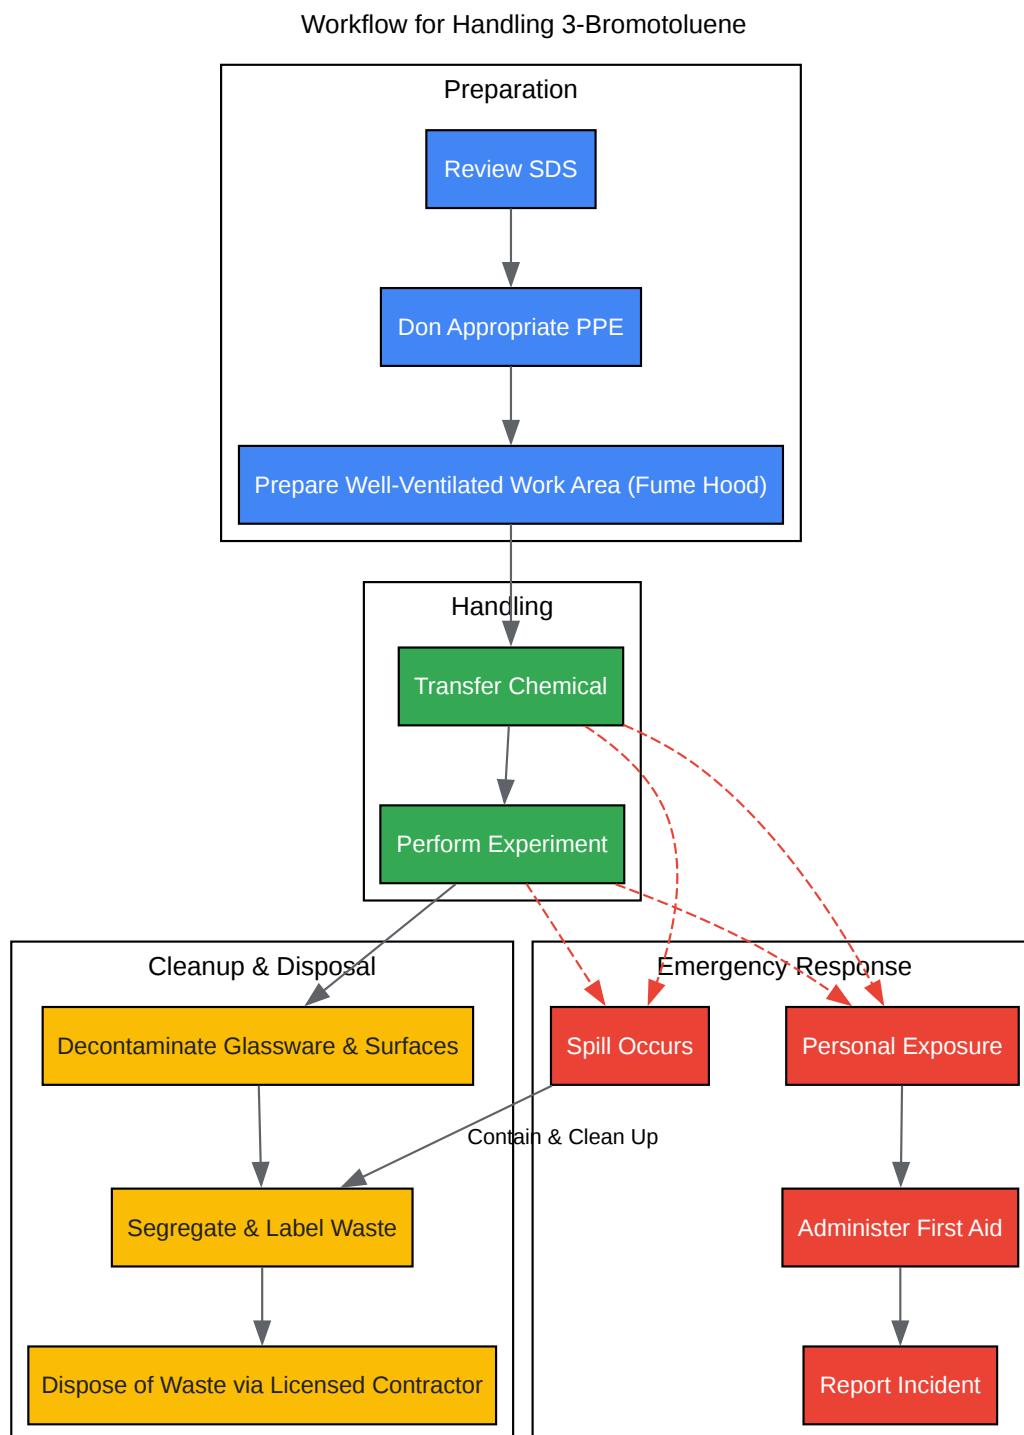 Workflow for Handling 3-Bromotoluene
Preparation
Review SDS
Don Appropriate PPE
Prepare Well-Ventilated Work Area (Fume Hood)
Handling
Transfer Chemical
Perform Experiment
Cleanup & Disposal
Decontaminate Glassware & Surfaces
Segregate & Label Waste
Dispose of Waste via Licensed Contractor
Emergency Response
Spill Occurs
Contain & Clean Up
Personal Exposure
Administer First Aid
Report Incident